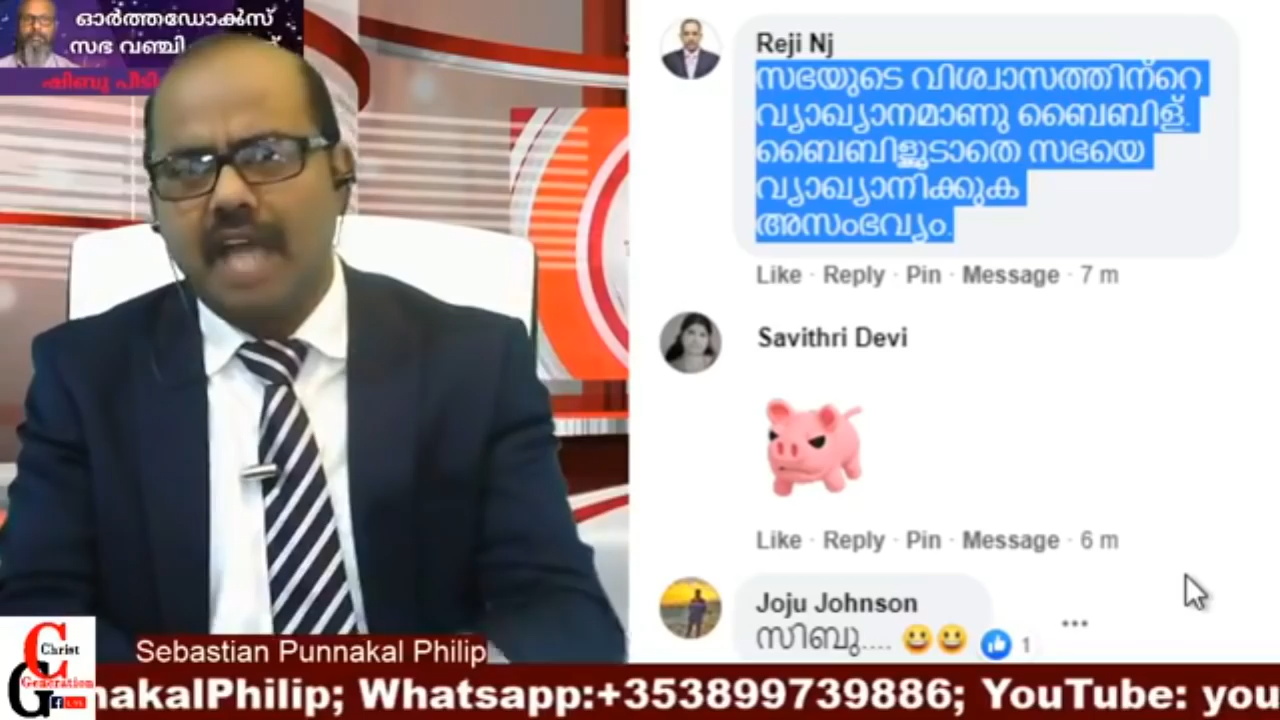 ഓർത്തഡോക്സ്
സഭ വഞ്ചി
ഷിബു പീടി
Reji Nj
സഭയുടെ വിശ്വാസത്തിന്റെ
വ്യാഖ്യാനമാണു ബൈബിള്.
ബൈബിളൂടാതെ സഭയെ
വ്യാഖ്യാനിക്കുക
അസംഭവ്യം.
Like · Reply · Pin · Message · 7 m
Savithri Devi
Like · Reply · Pin · Message · 6 m
Joju Johnson
സിബു.... 😀😀 1
Christ
Generation
Sebastian Punnakal Philip
nakalPhilip; Whatsapp:+353899739886; YouTube: you